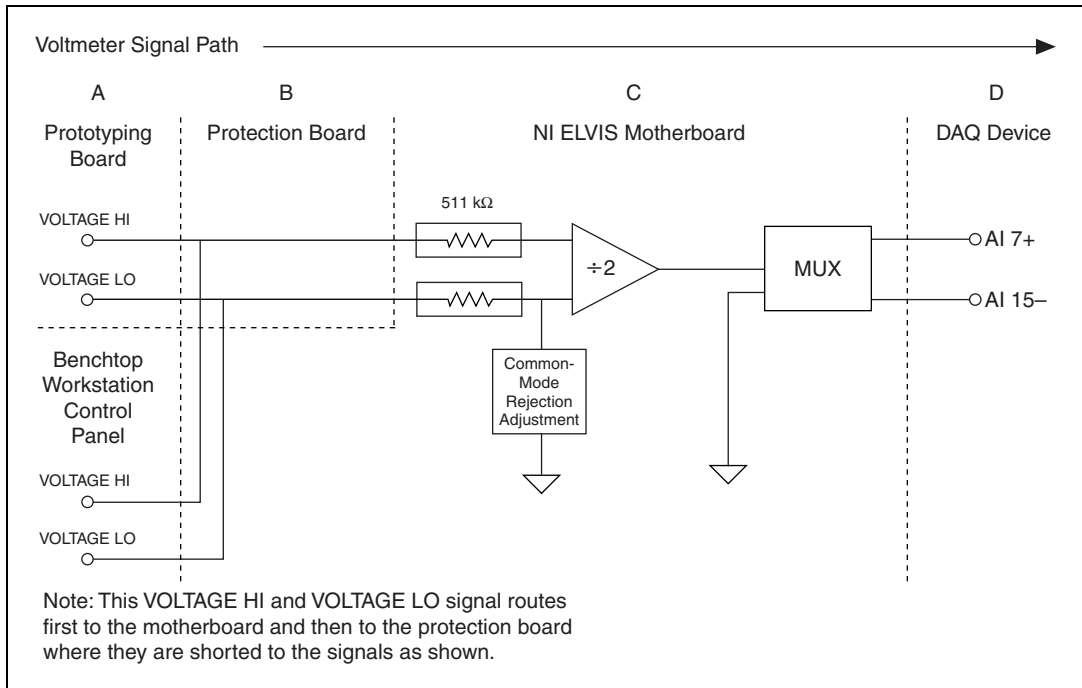 Voltmeter Signal Path
A
B
C
D
Prototyping
Board
Protection Board
NI ELVIS Motherboard
DAQ Device
VOLTAGE HI
VOLTAGE LO
511 kΩ
÷2
MUX
AI 7+
AI 15–
Common-
Mode
Rejection
Adjustment
Benchtop
Workstation
Control
Panel
VOLTAGE HI
VOLTAGE LO
Note: This VOLTAGE HI and VOLTAGE LO signal routes
first to the motherboard and then to the protection board
where they are shorted to the signals as shown.